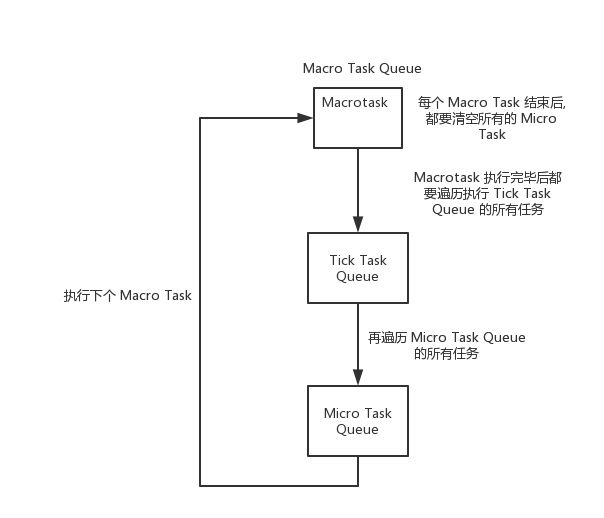 Macro Task Queue
Macrotask
每个 Macro Task 结束后,
都要清空所有的 Micro
Task
Macrotask 执行完毕后都
要遍历执行 Tick Task
Queue 的所有任务
Tick Task
Queue
执行下个 Macro Task
再遍历 Micro Task Queue
的所有任务
Micro Task
Queue